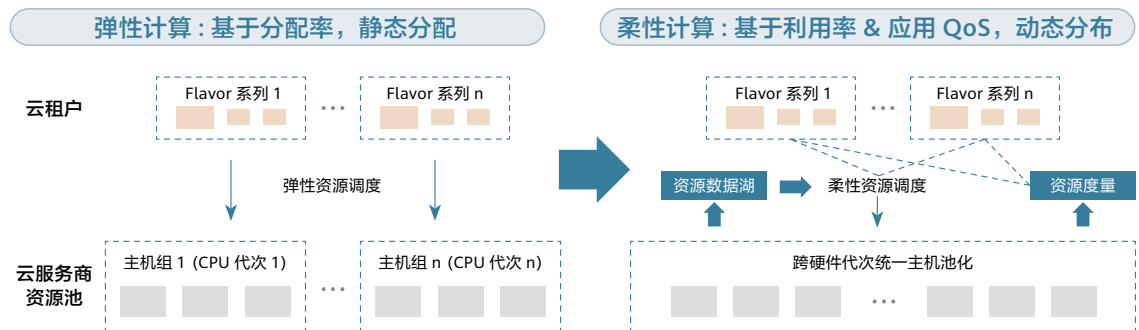 弹性计算 : 基于分配率，静态分配
柔性计算 : 基于利用率 & 应用 QoS，动态分布
云租户
Flavor 系列 1
···
Flavor 系列 n
Flavor 系列 1
···
Flavor 系列 n
弹性资源调度
资源数据湖
柔性资源调度
资源度量
云服务商
资源池
主机组 1 (CPU 代次 1)
···
主机组 n (CPU 代次 n)
跨硬件代次统一主机池化
···